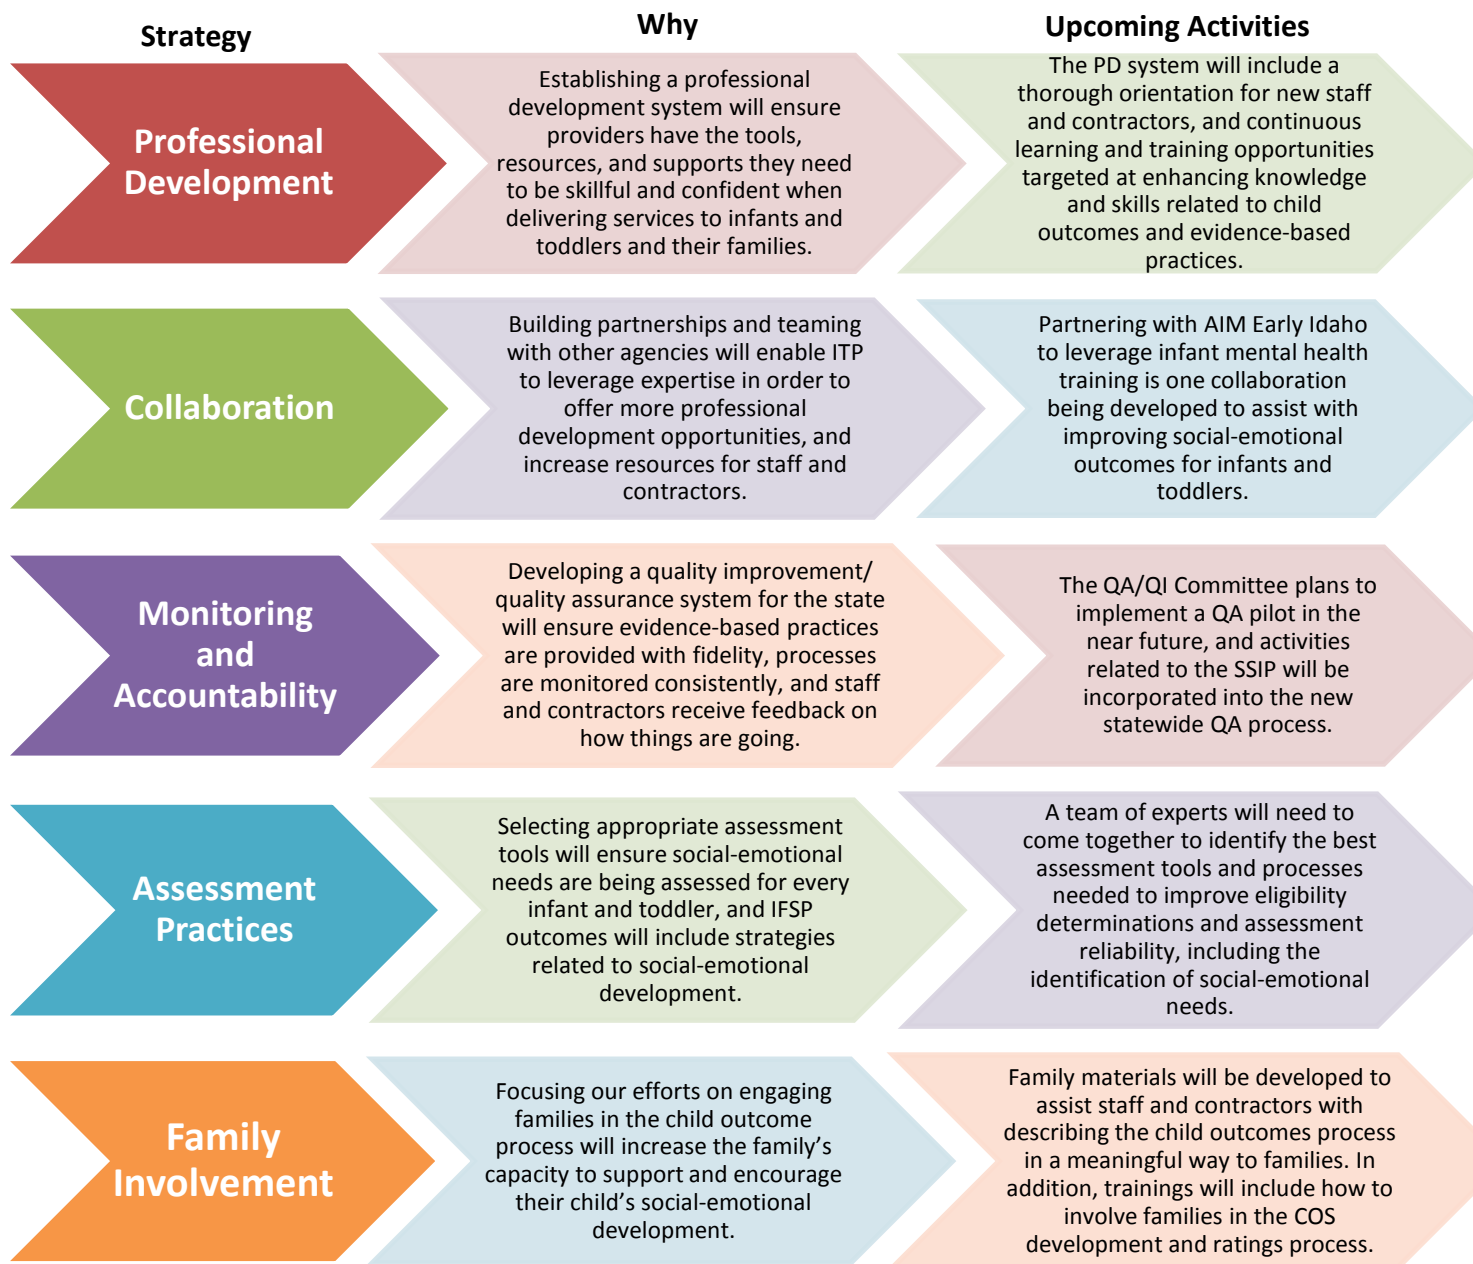 Strategy
Why
Upcoming Activities
Professional
Development
Establishing a professional
development system will ensure
providers have the tools,
resources, and supports they need
to be skillful and confident when
delivering services to infants and
toddlers and their families.
The PD system will include a
thorough orientation for new staff
and contractors, and continuous
learning and training opportunities
targeted at enhancing knowledge
and skills related to child
outcomes and evidence-based
practices.
Collaboration
Building partnerships and teaming
with other agencies will enable ITP
to leverage expertise in order to
offer more professional
development opportunities, and
increase resources for staff and
contractors.
Partnering with AIM Early Idaho
to leverage infant mental health
training is one collaboration
being developed to assist with
improving social-emotional
outcomes for infants and
toddlers.
Monitoring
and
Accountability
Developing a quality improvement/
quality assurance system for the state
will ensure evidence-based practices
are provided with fidelity, processes
are monitored consistently, and staff
and contractors receive feedback on
how things are going.
The QA/QI Committee plans to
implement a QA pilot in the
near future, and activities
related to the SSIP will be
incorporated into the new
statewide QA process.
Assessment
Practices
Selecting appropriate assessment
tools will ensure social-emotional
needs are being assessed for every
infant and toddler, and IFSP
outcomes will include strategies
related to social-emotional
development.
A team of experts will need to
come together to identify the best
assessment tools and processes
needed to improve eligibility
determinations and assessment
reliability, including the
identification of social-emotional
needs.
Family
Involvement
Focusing our efforts on engaging
families in the child outcome
process will increase the family’s
capacity to support and encourage
their child’s social-emotional
development.
Family materials will be developed to
assist staff and contractors with
describing the child outcomes process
in a meaningful way to families. In
addition, trainings will include how to
involve families in the COS
development and ratings process.